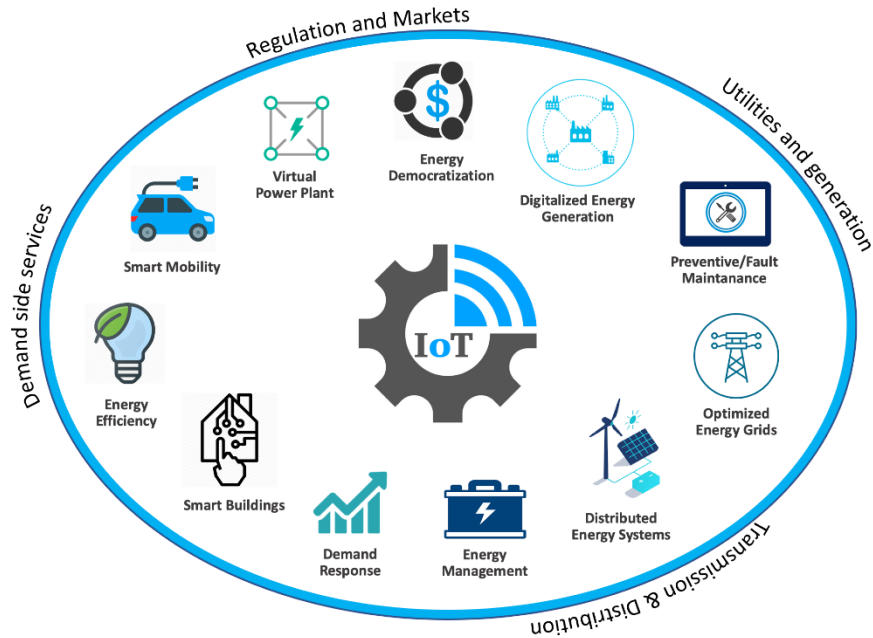 Regulation and Markets
Utilities and generation
Demand side services
Transmission & Distribution
Energy
Democratization
Virtual
Power Plant
Digitalized Energy
Generation
Smart Mobility
Preventive/Fault
Maintanance
IoT
Energy
Efficiency
Optimized
Energy Grids
Smart Buildings
Distributed
Energy Systems
Demand
Response
Energy
Management